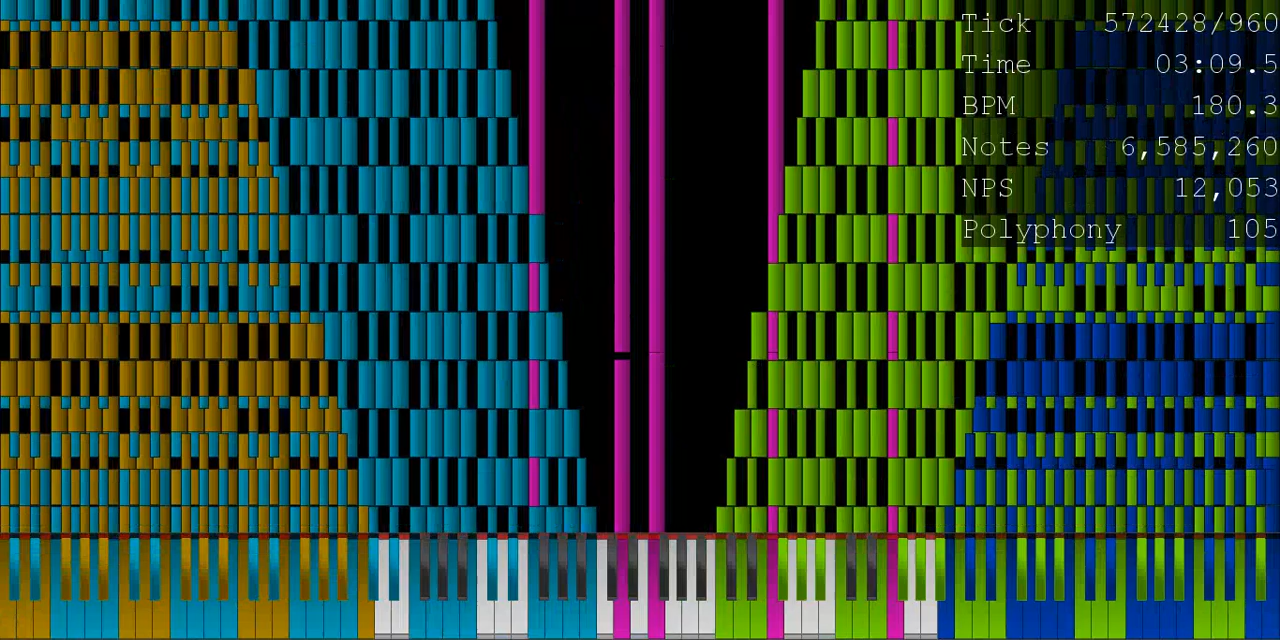 Tick 572428/960
Time 03:09.5
BPM 180.3
Notes 6,585,260
NPS 12,053
Polyphony 105